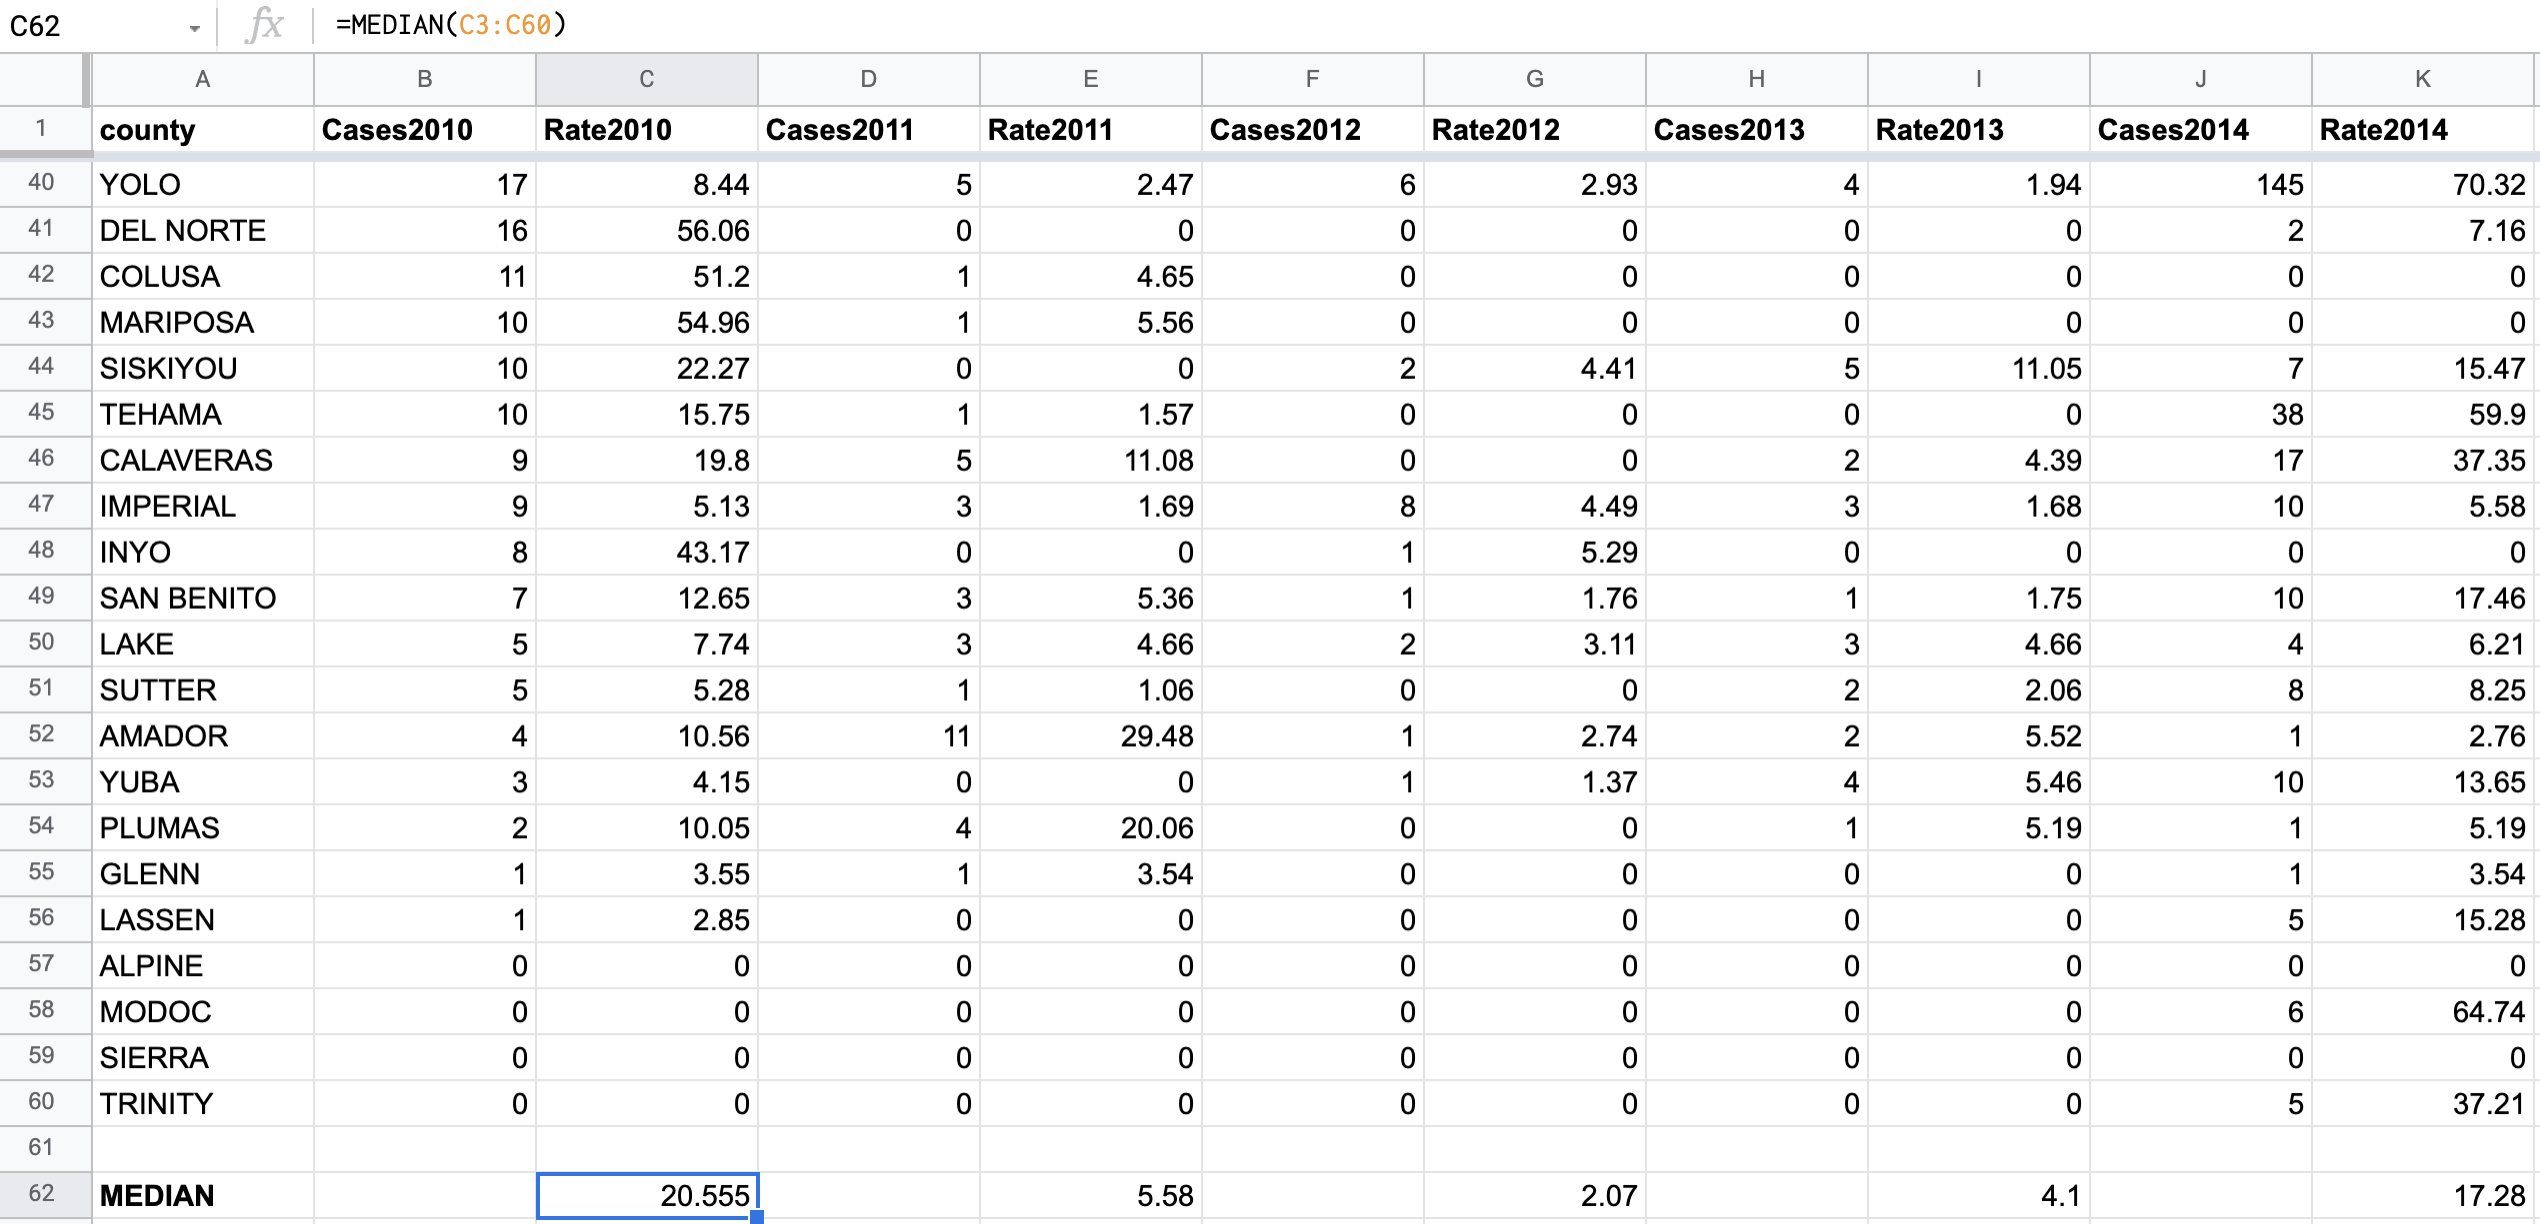 C62 fx =MEDIAN(C3:C60)
A B C D E F G H I J K
1 county Cases2010 Rate2010 Cases2011 Rate2011 Cases2012 Rate2012 Cases2013 Rate2013 Cases2014 Rate2014
40 YOLO 17 8.44 5 2.47 6 2.93 4 1.94 145 70.32
41 DEL NORTE 16 56.06 0 0 0 0 0 0 2 7.16
42 COLUSA 11 51.2 1 4.65 0 0 0 0 0 0
43 MARIPOSA 10 54.96 1 5.56 0 0 0 0 0 0
44 SISKIYOU 10 22.27 0 0 2 4.41 5 11.05 7 15.47
45 TEHAMA 10 15.75 1 1.57 0 0 0 0 38 59.9
46 CALAVERAS 9 19.8 5 11.08 0 0 2 4.39 17 37.35
47 IMPERIAL 9 5.13 3 1.69 8 4.49 3 1.68 10 5.58
48 INYO 8 43.17 0 0 1 5.29 0 0 0 0
49 SAN BENITO 7 12.65 3 5.36 1 1.76 1 1.75 10 17.46
50 LAKE 5 7.74 3 4.66 2 3.11 3 4.66 4 6.21
51 SUTTER 5 5.28 1 1.06 0 0 2 2.06 8 8.25
52 AMADOR 4 10.56 11 29.48 1 2.74 2 5.52 1 2.76
53 YUBA 3 4.15 0 0 1 1.37 4 5.46 10 13.65
54 PLUMAS 2 10.05 4 20.06 0 0 1 5.19 1 5.19
55 GLENN 1 3.55 1 3.54 0 0 0 0 1 3.54
56 LASSEN 1 2.85 0 0 0 0 0 0 5 15.28
57 ALPINE 0 0 0 0 0 0 0 0 0 0
58 MODOC 0 0 0 0 0 0 0 0 6 64.74
59 SIERRA 0 0 0 0 0 0 0 0 0 0
60 TRINITY 0 0 0 0 0 0 0 0 5 37.21
61
62 MEDIAN 20.555 5.58 2.07 4.1 17.28